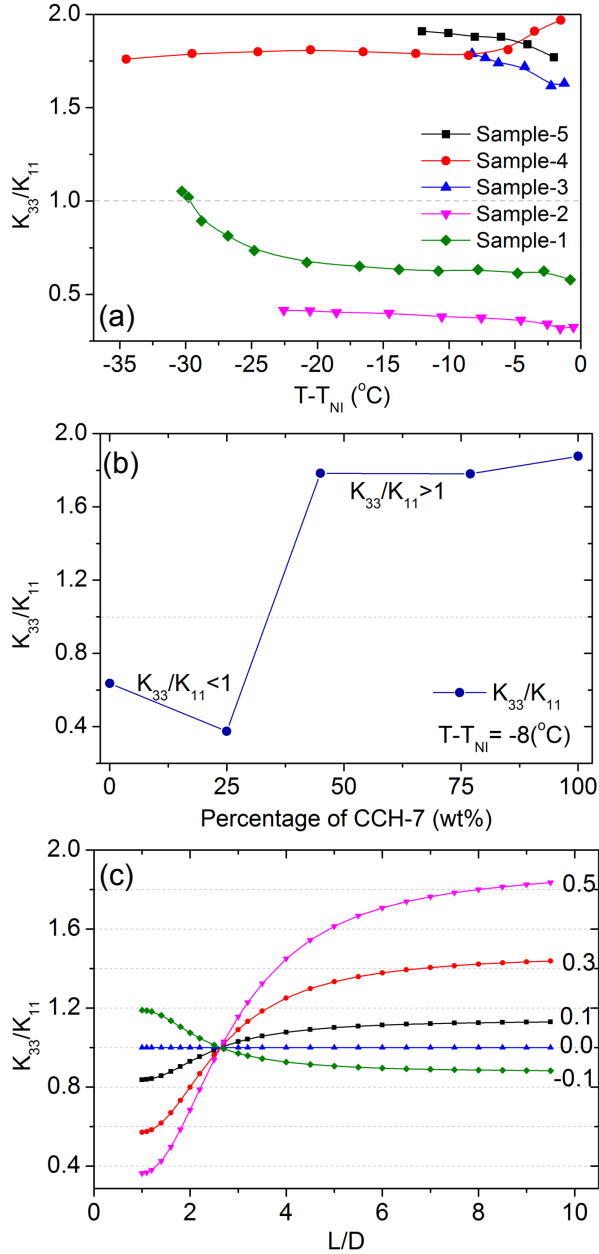 2.0
1.5
1.0
0.5
K33/K11
Sample-5
Sample-4
Sample-3
Sample-2
Sample-1
(a)
-35 -30 -25 -20 -15 -10 -5 0
T-TNI (oC)
(b)
2.0
1.6
1.2
0.8
0.4
K33/K11
K33/K11>1
K33/K11<1
K33/K11
T-TNI= -8(oC)
0 25 50 75 100
Percentage of CCH-7 (wt%)
(c)
2.0
1.6
1.2
0.8
0.4
K33/K11
0.5
0.3
0.1
0.0
-0.1
0 2 4 6 8 10
L/D